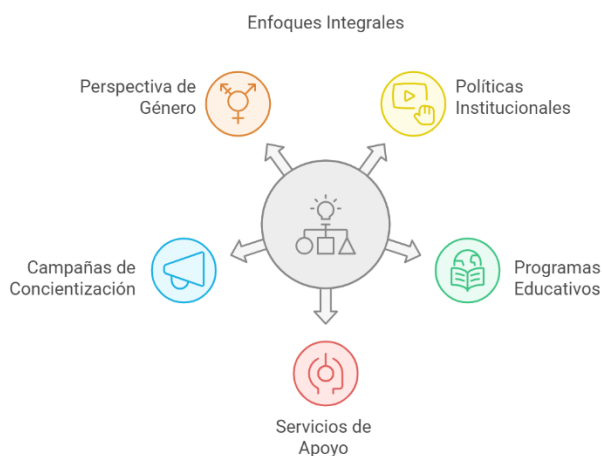 Enfoques Integrales
Perspectiva de
Género
Políticas
Institucionales
Campañas de
Concientización
Programas
Educativos
Servicios de
Apoyo